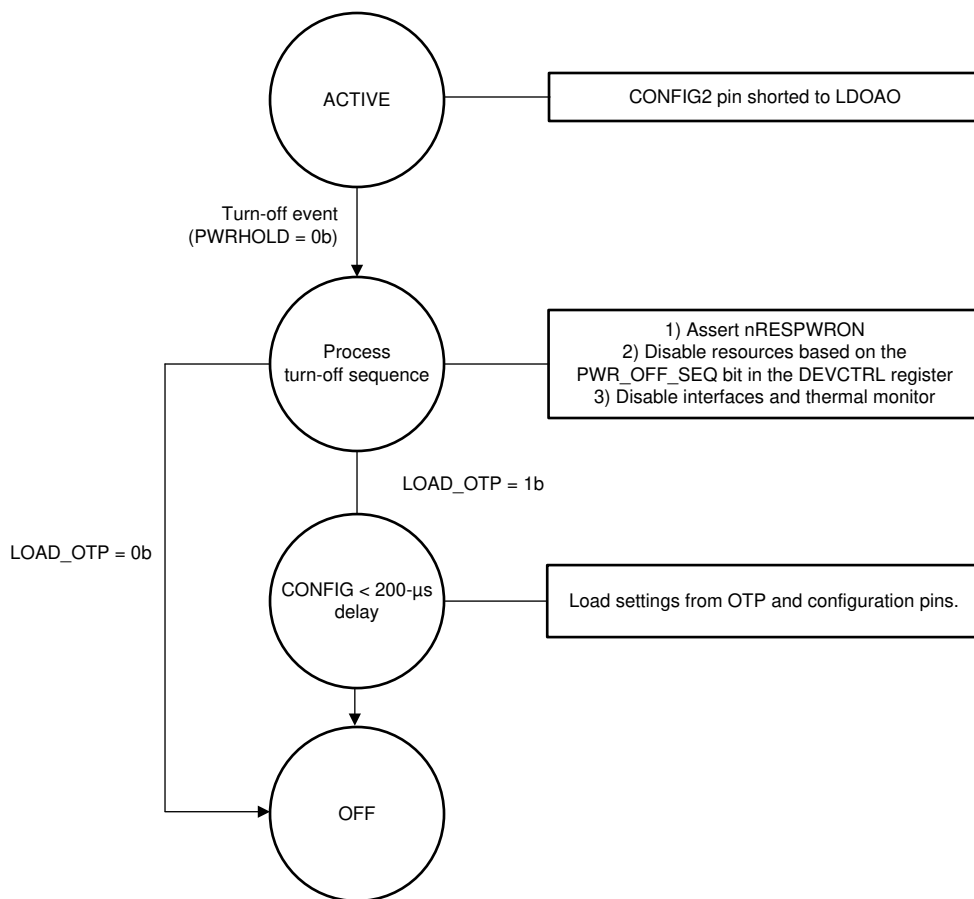 ACTIVE
CONFIG2 pin shorted to LDOAO
Turn-off event
(PWRHOLD = 0b)
Process
turn-off sequence
1) Assert nRESPWRON
2) Disable resources based on the
PWR_OFF_SEQ bit in the DEVCTRL register
3) Disable interfaces and thermal monitor
LOAD_OTP = 1b
LOAD_OTP = 0b
CONFIG < 200-µs
delay
Load settings from OTP and configuration pins.
OFF